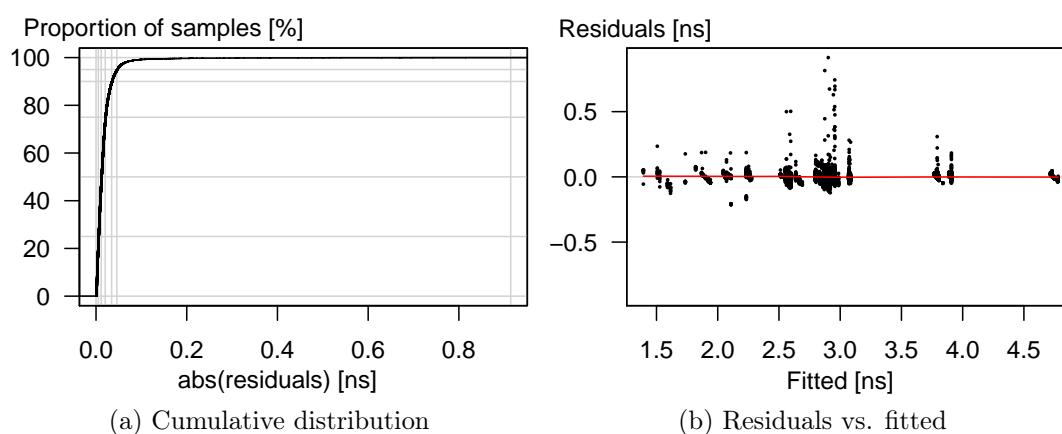 Proportion of samples [%]
100
80
60
40
20
0
0.0 0.2 0.4 0.6 0.8
abs(residuals) [ns]
(a) Cumulative distribution
Residuals [ns]
0.5
0.0
−0.5
1.5 2.0 2.5 3.0 3.5 4.0 4.5
Fitted [ns]
(b) Residuals vs. fitted